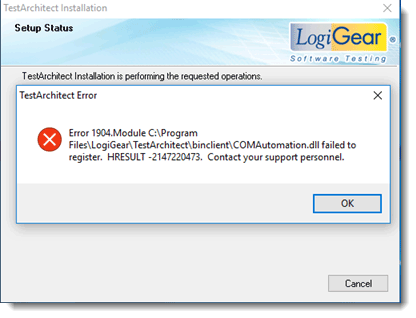 TestArchitect Installation
Setup Status
LogiGear®
Software Testing
TestArchitect Installation is performing the requested operations.
TestArchitect Error
Error 1904.Module C:\Program
Files\LogiGear\TestArchitect\binclient\COMAutomation.dll failed to
register. HRESULT -2147220473. Contact your support personnel.
OK
Cancel